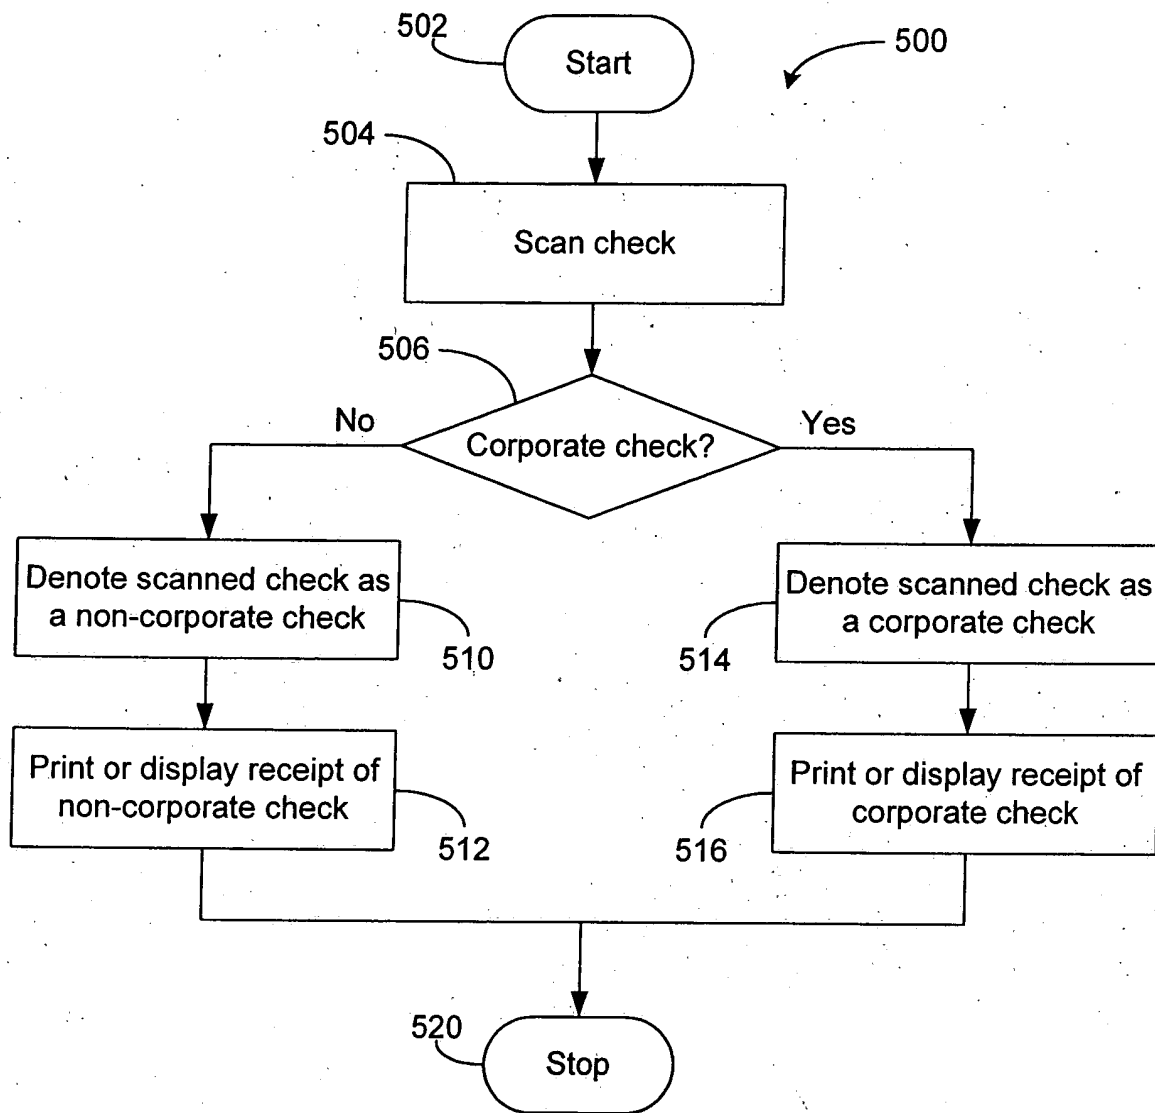 502
Start
500
504
Scan check
506
No
Corporate check?
Yes
Denote scanned check as
a non-corporate check
510
Denote scanned check as
a corporate check
514
Print or display receipt of
non-corporate check
512
Print or display receipt of
corporate check
516
520
Stop